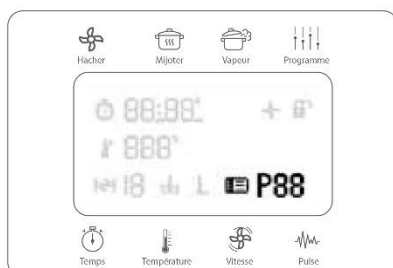 Hacher Mijoter Vapeur Programme
88:88
888°
18 P88
Temps Température Vitesse Pulse